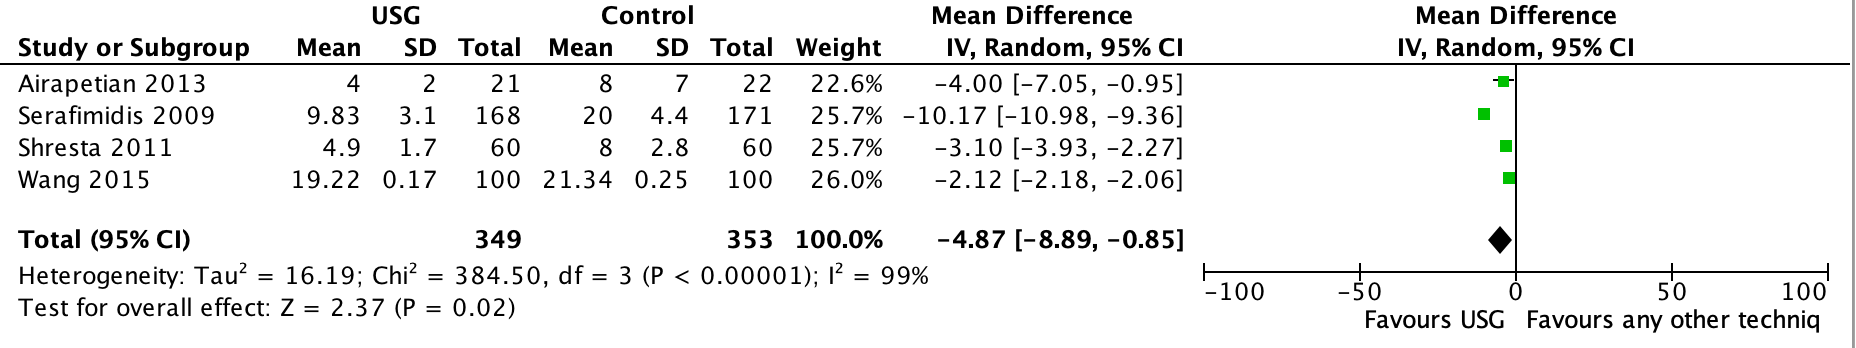 USG Control Mean Difference Mean Difference
Study or Subgroup Mean SD Total Mean SD Total Weight IV, Random, 95% CI IV, Random, 95% CI
Airapetian 2013 4 2 21 8 7 22 22.6% −4.00 [−7.05, −0.95]
Serafimidis 2009 9.83 3.1 168 20 4.4 171 25.7% −10.17 [−10.98, −9.36]
Shresta 2011 4.9 1.7 60 8 2.8 60 25.7% −3.10 [−3.93, −2.27]
Wang 2015 19.22 0.17 100 21.34 0.25 100 26.0% −2.12 [−2.18, −2.06]
Total (95% CI) 349 353 100.0% −4.87 [−8.89, −0.85]
Heterogeneity: Tau² = 16.19; Chi² = 384.50, df = 3 (P < 0.00001); I² = 99%
Test for overall effect: Z = 2.37 (P = 0.02)
−100 −50 0 50 100
Favours USG Favours any other techniq